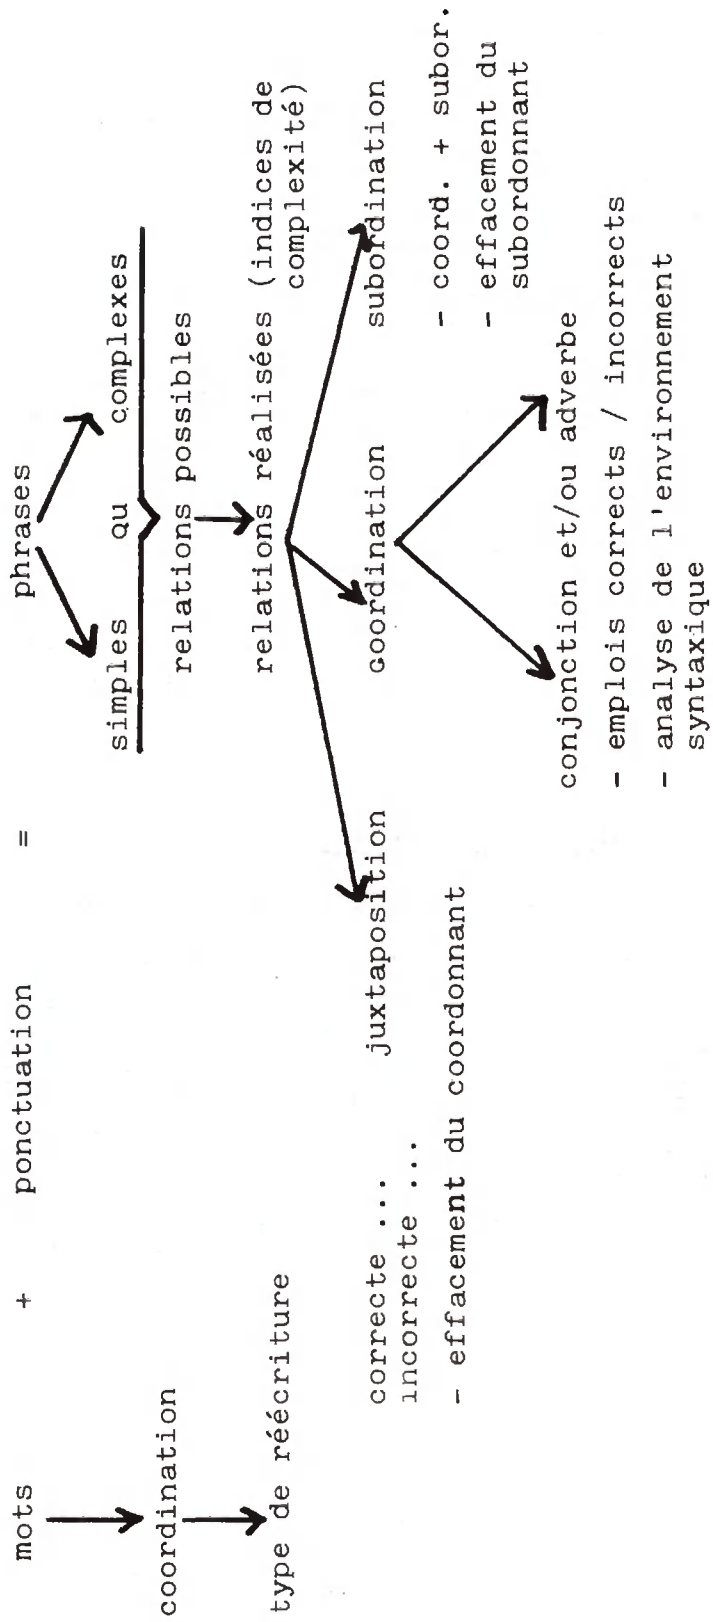 mots + ponctuation = phrases
simples qu complexes
coordination
relations possibles
type de réécriture
relations réalisées (indices de
complexité)
juxtaposition coordination subordination
correcte ...
incorrecte ...
- effacement du coordonnant
- coord. + subor.
- effacement du
subordonnant
conjonction et/ou adverbe
- emplois corrects / incorrects
- analyse de l'environnement
syntaxique